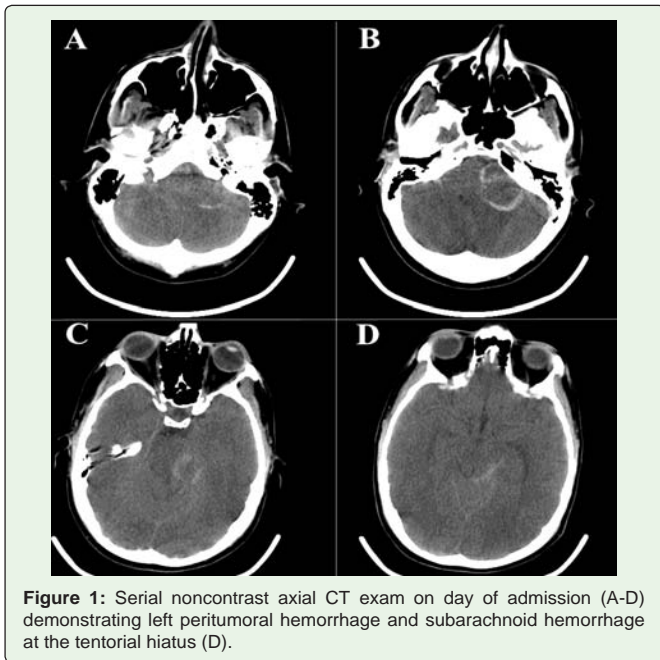 A
B
C
D
Figure 1: Serial noncontrast axial CT exam on day of admission (A-D)
demonstrating left peritumoral hemorrhage and subarachnoid hemorrhage
at the tentorial hiatus (D).